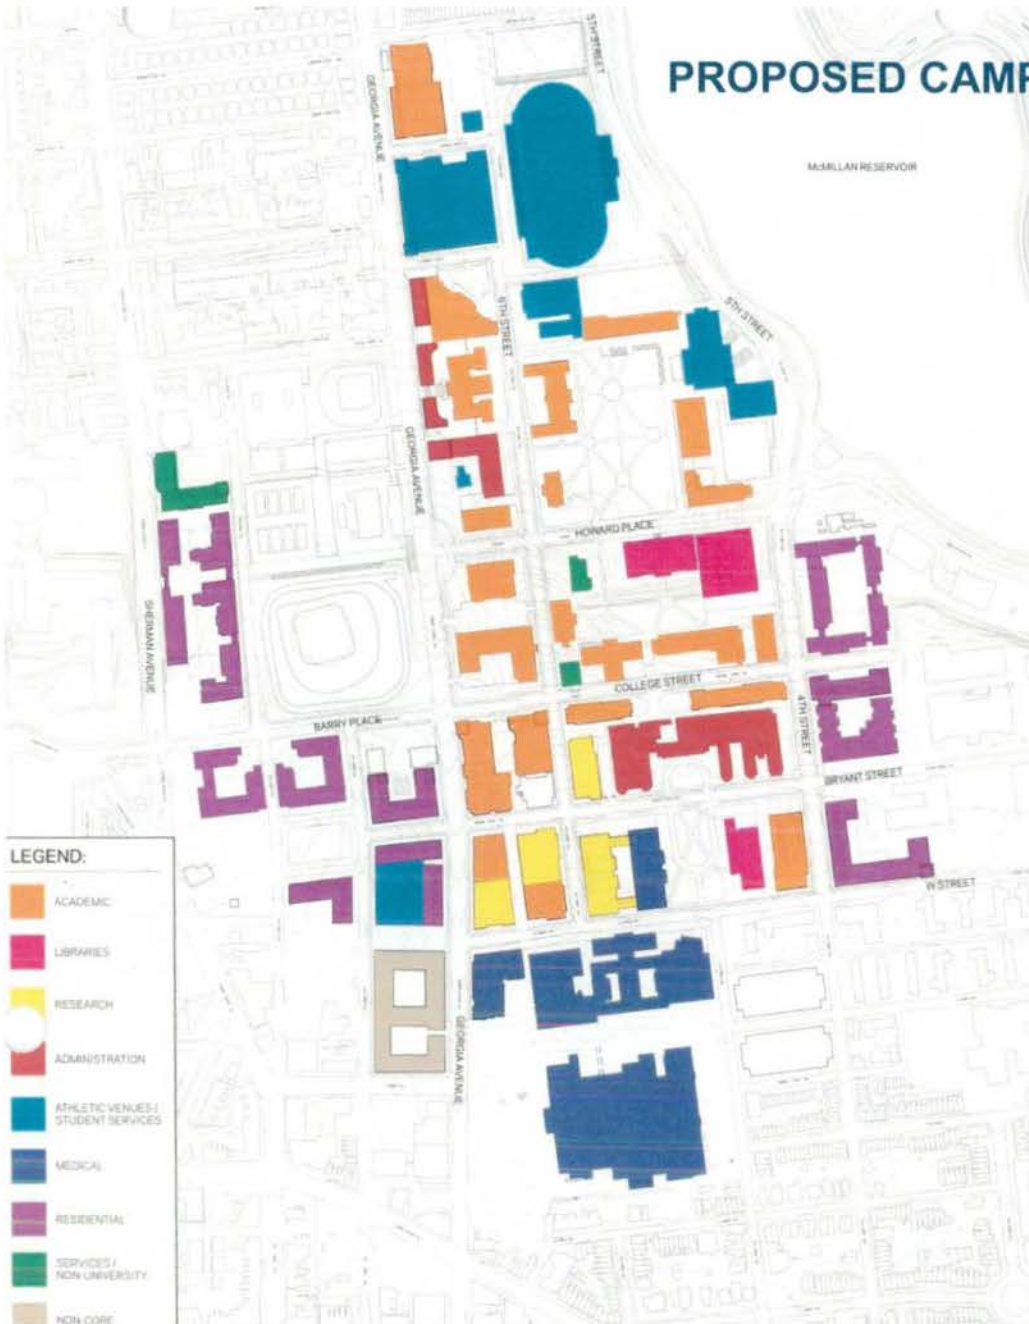 PROPOSED CAMP
5TH STREET
GEORGIA AVENUE
McMILLAN RESERVOIR
6TH STREET
5TH STREET
GEORGIA AVENUE
HOWARD PLACE
SHERMAN AVENUE
COLLEGE STREET
BARRY PLACE
4TH STREET
BRYANT STREET
W STREET
GEORGIA AVENUE
LEGEND:
ACADEMIC
LIBRARIES
RESEARCH
ADMINISTRATION
ATHLETIC VENUES /
STUDENT SERVICES
MEDICAL
RESIDENTIAL
SERVICES /
NON-UNIVERSITY
NON-CORE